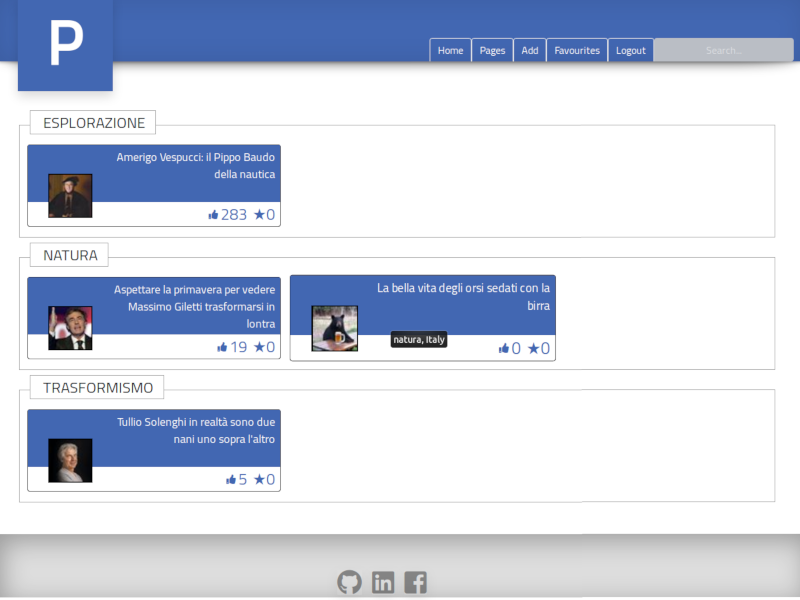 P
Home
Pages
Add
Favourites
Logout
Search...
ESPLORAZIONE
Amerigo Vespucci: il Pippo Baudo
della nautica
283 ★0
NATURA
Aspettare la primavera per vedere
Massimo Giletti trasformarsi in
lontra
19 ★0
La bella vita degli orsi sedati con la
birra
natura, Italy
0 ★0
TRASFORMISMO
Tullio Solenghi in realtà sono due
nani uno sopra l'altro
5 ★0